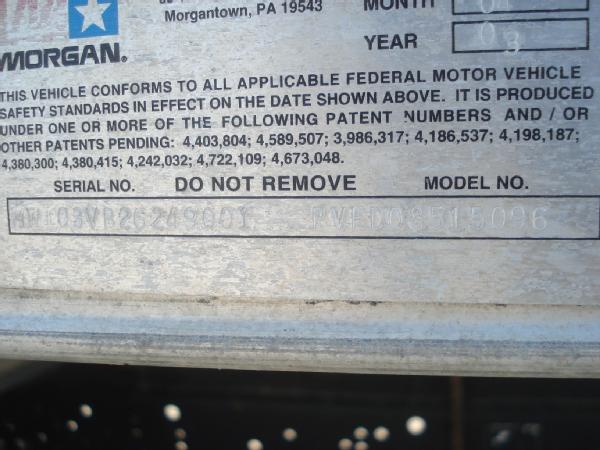 Morgantown, PA 19543
MONTH 04
MORGAN.
YEAR 03
THIS VEHICLE CONFORMS TO ALL APPLICABLE FEDERAL MOTOR VEHICLE
SAFETY STANDARDS IN EFFECT ON THE DATE SHOWN ABOVE. IT IS PRODUCED
UNDER ONE OR MORE OF THE FOLLOWING PATENT NUMBERS AND / OR
OTHER PATENTS PENDING: 4,403,804; 4,589,507; 3,986,317; 4,186,537; 4,198,187;
4,380,300; 4,380,415; 4,242,032; 4,722,109; 4,673,048.
SERIAL NO. DO NOT REMOVE MODEL NO.